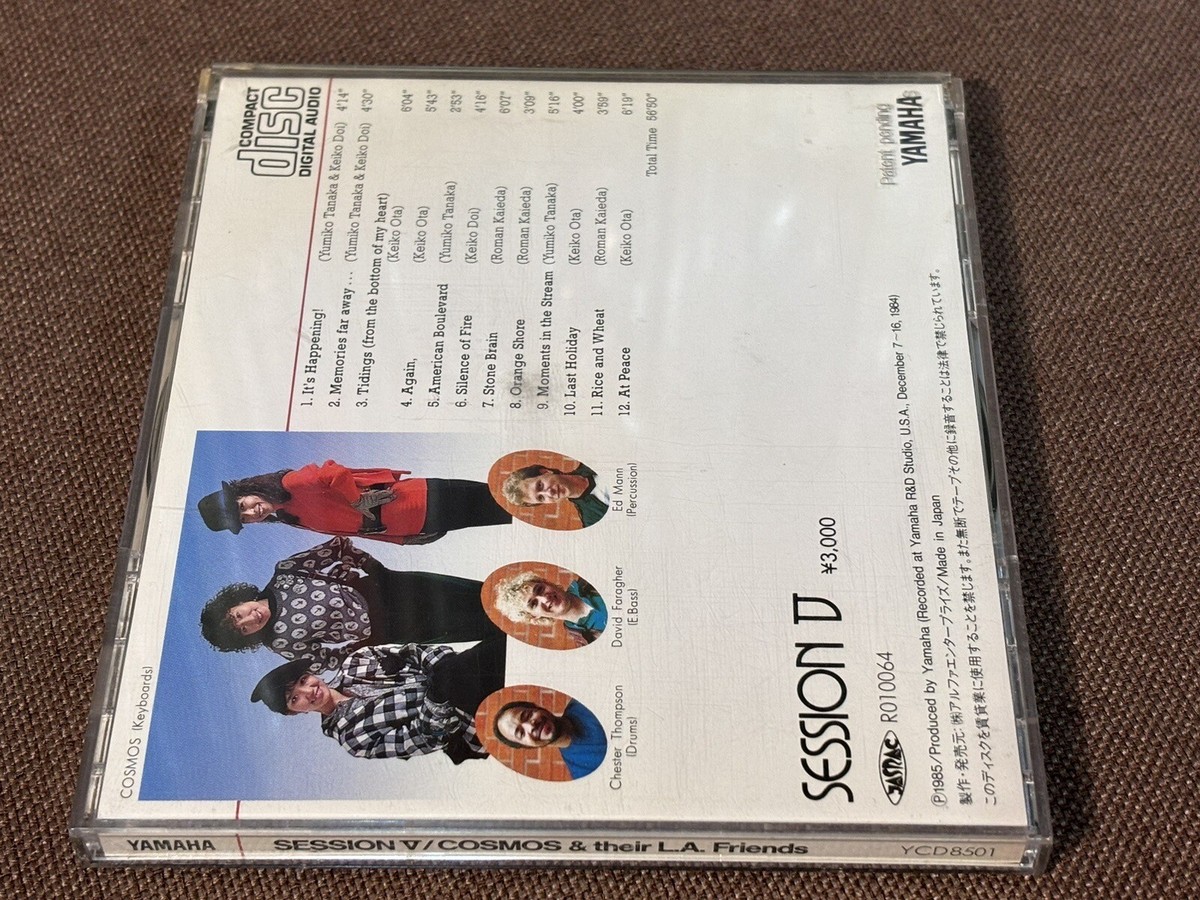 COMPACT
disc
DIGITAL AUDIO
1. It's Happening! (Yumiko Tanaka & Keiko Doi) 4'14"
2. Memories far away... (Yumiko Tanaka & Keiko Doi) 4'30"
3. Tidings (from the bottom of my heart)
(Keiko Ota) 6'04"
4. Again, (Keiko Ota) 5'43"
5. American Boulevard (Yumiko Tanaka) 2'53"
6. Silence of Fire (Keiko Doi) 4'16"
7. Stone Brain (Roman Kaieda) 6'07"
8. Orange Shore (Roman Kaieda) 3'09"
9. Moments in the Stream (Yumiko Tanaka) 5'16"
10. Last Holiday (Keiko Ota) 4'00"
11. Rice and Wheat (Roman Kaieda) 3'59"
12. At Peace (Keiko Ota) 6'19"
Total Time 56'50"
COSMOS (Keyboards)
Chester Thompson
(Drums)
David Faragher
(E.Bass)
Ed Mann
(Percussion)
SESSION V
¥3,000
JASRAC R010064
Ⓟ1985/Produced by Yamaha (Recorded at Yamaha R&D Studio, U.S.A., December 7-16, 1984)
製作・発売元:㈱アルファエンタープライズ/Made in Japan
このディスクを賃貸業に使用することを禁じます。また無断でテープその他に録音することは法律で禁じられています。
Patent pending
YAMAHA
YAMAHA SESSION V/COSMOS & their L.A. Friends YCD8501